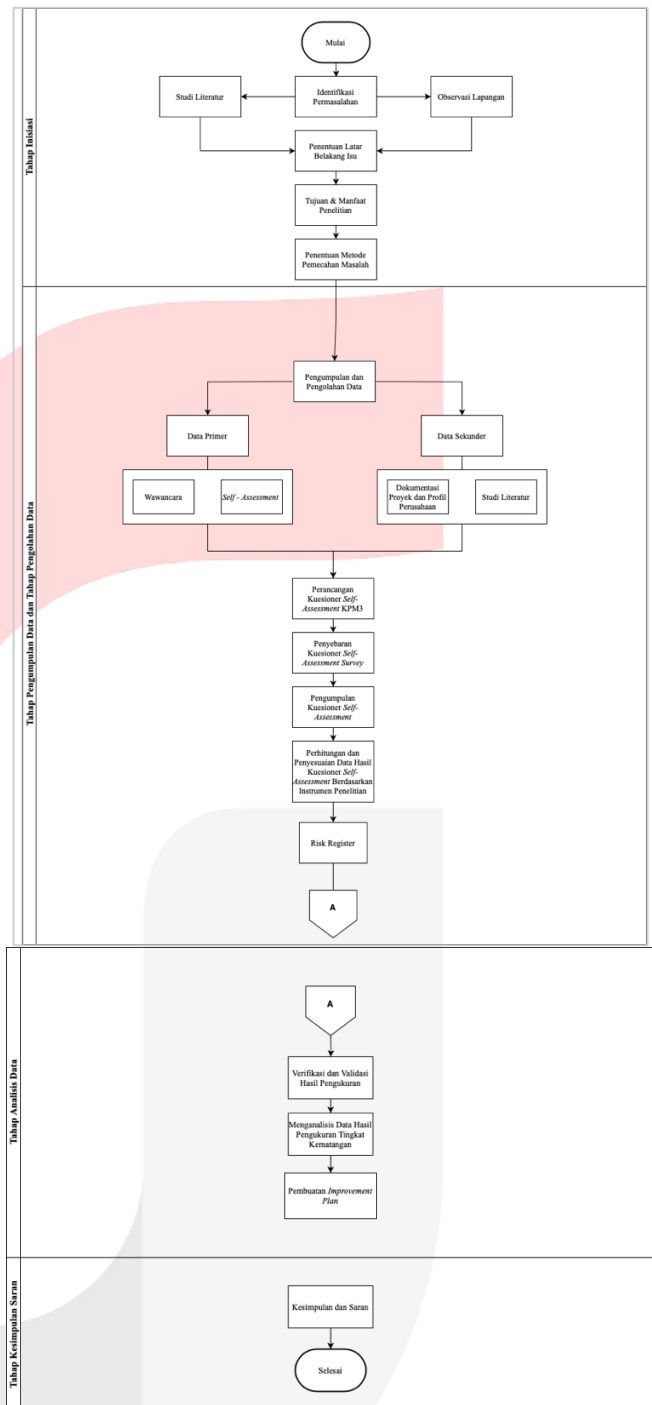 Mulai
Tahap Inisiasi
Studi Literatur
Identifikasi
Permasalahan
Observasi Lapangan
Penentuan Latar
Belakang Isu
Tujuan & Manfaat
Penelitian
Penentuan Metode
Pemecahan Masalah
Tahap Pengumpulan Data dan Tahap Pengolahan Data
Pengumpulan dan
Pengolahan Data
Data Primer
Data Sekunder
Wawancara
Self - Assessment
Dokumentasi
Proyek dan Profil
Perusahaan
Studi Literatur
Perancangan
Kuesioner Self-
Assessment KPM3
Penyebaran
Kuesioner Self-
Assessment Survey
Pengumpulan
Kuesioner Self-
Assessment
Perhitungan dan
Penyesuaian Data Hasil
Kuesioner Self-
Assessment Berdasarkan
Instrumen Penelitian
Risk Register
A
Tahap Analisis Data
A
Verifikasi dan Validasi
Hasil Pengukuran
Menganalisis Data Hasil
Pengukuran Tingkat
Kematangan
Pembuatan Improvement
Plan
Tahap Kesimpulan Saran
Kesimpulan dan Saran
Selesai